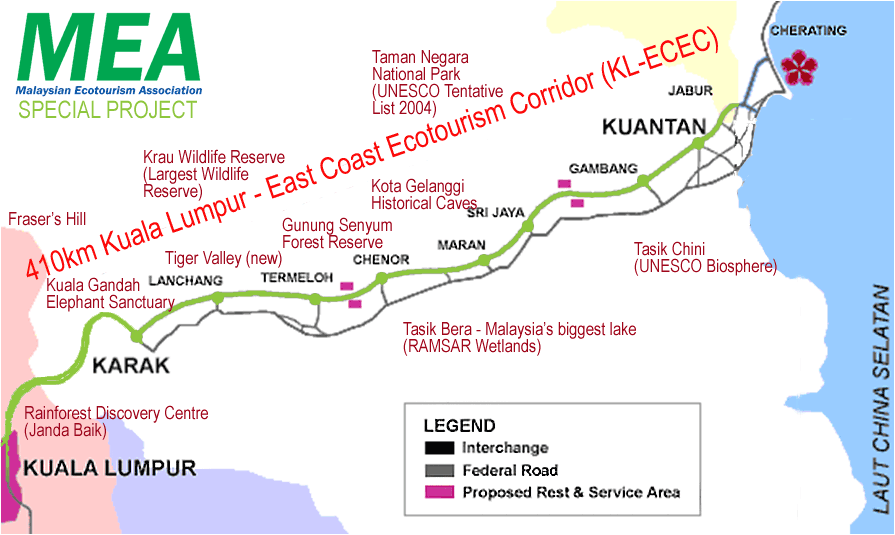 MEA
Malaysian Ecotourism Association
SPECIAL PROJECT
410km Kuala Lumpur - East Coast Ecotourism Corridor (KL-ECEC)
Taman Negara
National Park
(UNESCO Tentative
List 2004)
CHERATING
JABUR
KUANTAN
Krau Wildlife Reserve
(Largest Wildlife
Reserve)
GAMBANG
Kota Gelanggi
Historical Caves
SRI JAYA
Fraser's Hill
Gunung Senyum
Forest Reserve
MARAN
Tiger Valley (new)
CHENOR
Tasik Chini
(UNESCO Biosphere)
Kuala Gandah
Elephant Sanctuary
LANCHANG
TERMELOH
Tasik Bera - Malaysia's biggest lake
(RAMSAR Wetlands)
KARAK
LAUT CHINA SELATAN
Rainforest Discovery Centre
(Janda Baik)
KUALA LUMPUR
LEGEND
Interchange
Federal Road
Proposed Rest & Service Area